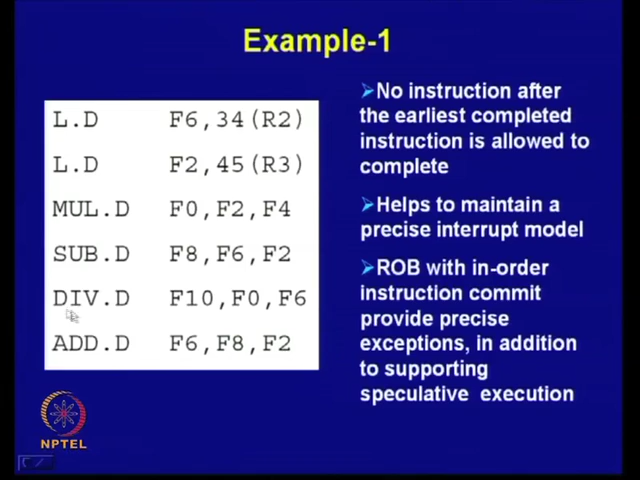 Example-1
L.D F6,34(R2)
L.D F2,45(R3)
MUL.D F0,F2,F4
SUB.D F8,F6,F2
DIV.D F10,F0,F6
ADD.D F6,F8,F2
➢No instruction after
the earliest completed
instruction is allowed to
complete
➢Helps to maintain a
precise interrupt model
➢ROB with in-order
instruction commit
provide precise
exceptions, in addition
to supporting
speculative execution
NPTEL